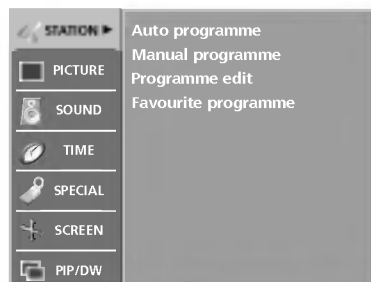 STATION ►
PICTURE
SOUND
TIME
SPECIAL
SCREEN
PIP/DW
Auto programme
Manual programme
Programme edit
Favourite programme